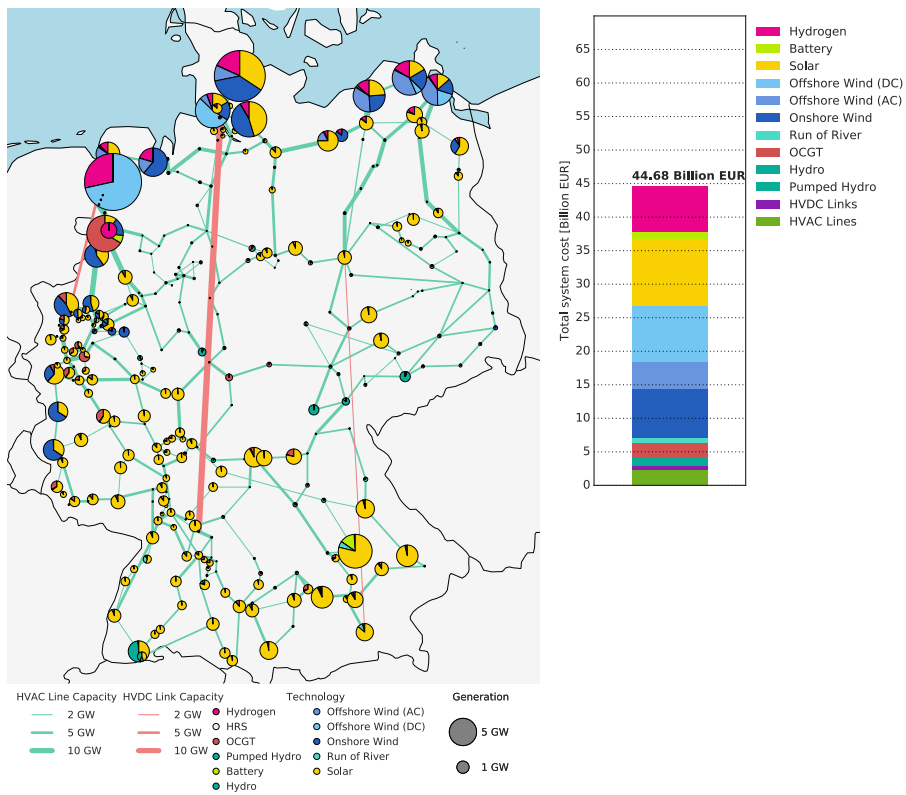 44.68 Billion EUR
Total system cost [Billion EUR]
65
60
55
50
45
40
35
30
25
20
15
10
5
0
Hydrogen
Battery
Solar
Offshore Wind (DC)
Offshore Wind (AC)
Onshore Wind
Run of River
OCGT
Hydro
Pumped Hydro
HVDC Links
HVAC Lines
HVAC Line Capacity
2 GW
5 GW
10 GW
HVDC Link Capacity
2 GW
5 GW
10 GW
Technology
Hydrogen
HRS
OCGT
Pumped Hydro
Battery
Hydro
Offshore Wind (AC)
Offshore Wind (DC)
Onshore Wind
Run of River
Solar
Generation
5 GW
1 GW